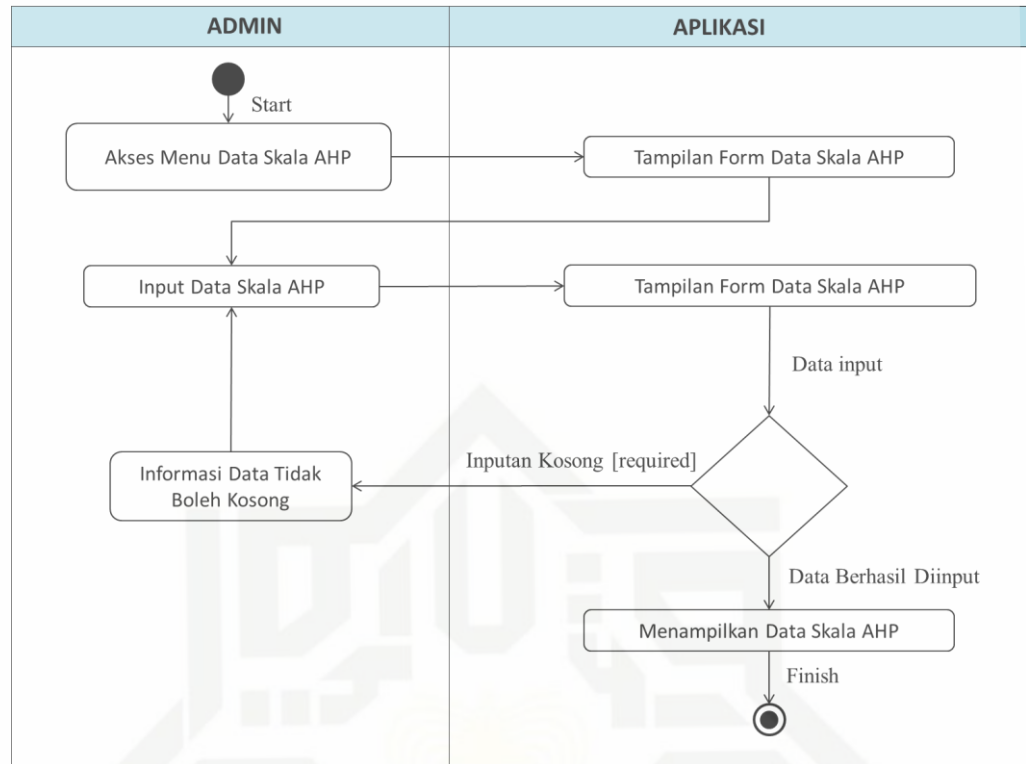 ADMIN
APLIKASI
Start
Akses Menu Data Skala AHP
Tampilan Form Data Skala AHP
Input Data Skala AHP
Tampilan Form Data Skala AHP
Data input
Inputan Kosong [required]
Informasi Data Tidak
Boleh Kosong
Data Berhasil Diinput
Menampilkan Data Skala AHP
Finish